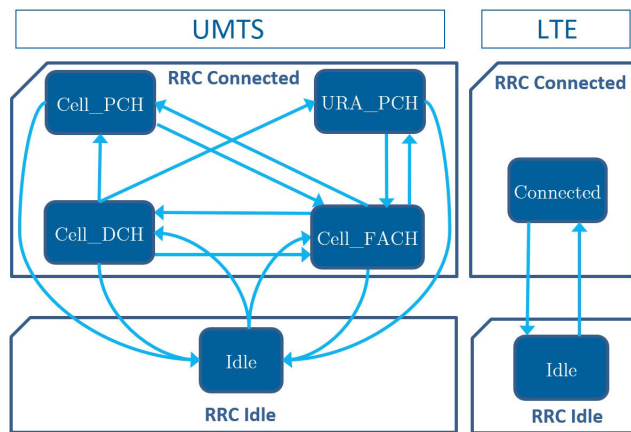 UMTS
LTE
RRC Connected
RRC Connected
Cell_PCH
URA_PCH
Connected
Cell_DCH
Cell_FACH
Idle
Idle
RRC Idle
RRC Idle